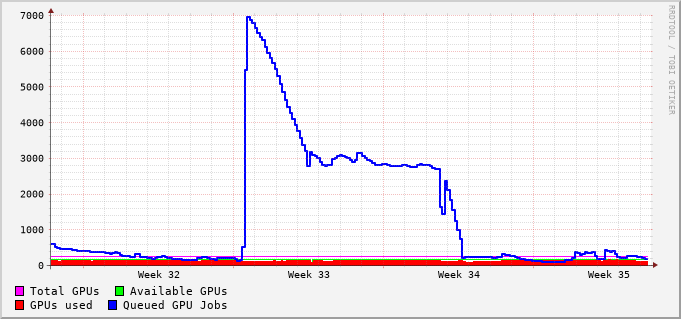 7000
6000
5000
4000
3000
2000
1000
0
Week 32 Week 33 Week 34 Week 35
Total GPUs Available GPUs
GPUs used Queued GPU Jobs
RRDTOOL / TOBI OETIKER